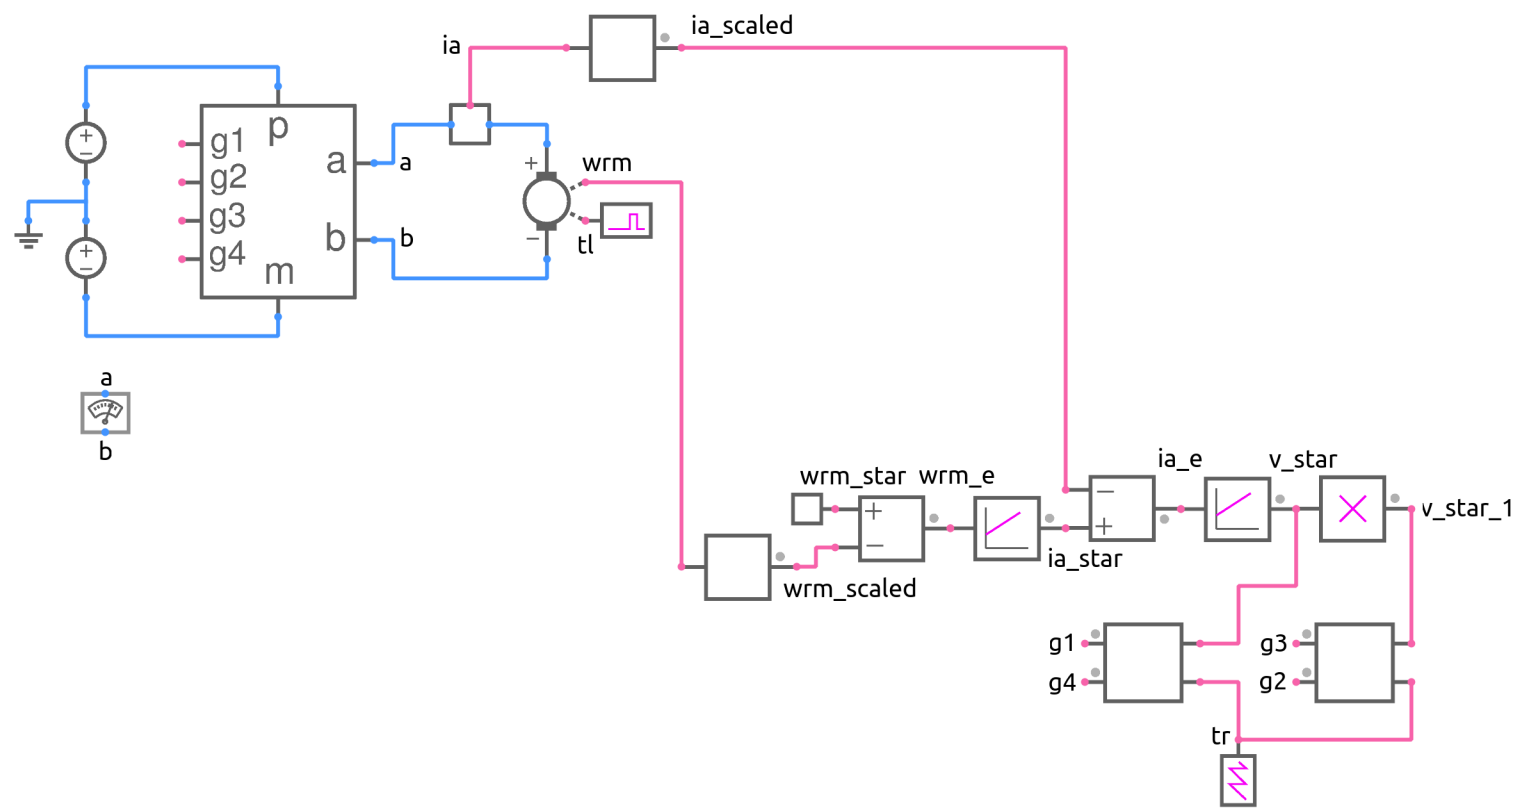 ia
ia_scaled
p
g1
g2
g3
g4
a
a
b
b
m
+
−
+
−
+
−
wrm
tl
a
b
wrm_star
wrm_e
+
−
wrm_scaled
ia_star
−
+
ia_e
v_star
v_star_1
g1
g4
g3
g2
tr